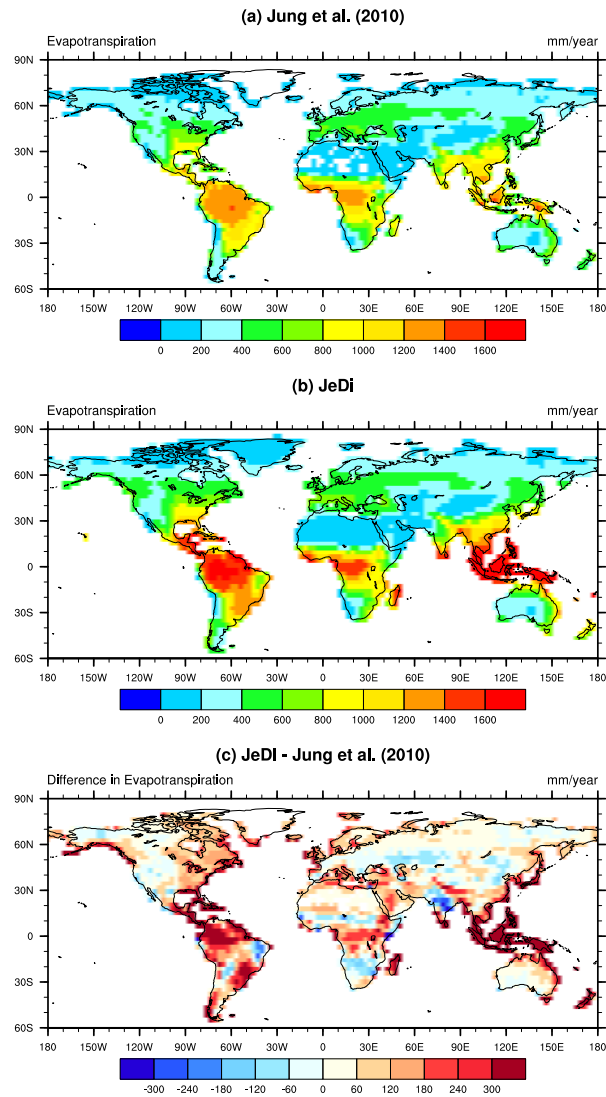 (a) Jung et al. (2010)
Evapotranspiration mm/year
90N
60N
30N
0
30S
60S
180 150W 120W 90W 60W 30W 0 30E 60E 90E 120E 150E 180
0 200 400 600 800 1000 1200 1400 1600
(b) JeDi
Evapotranspiration mm/year
90N
60N
30N
0
30S
60S
180 150W 120W 90W 60W 30W 0 30E 60E 90E 120E 150E 180
0 200 400 600 800 1000 1200 1400 1600
(c) JeDI - Jung et al. (2010)
Difference in Evapotranspiration mm/year
90N
60N
30N
0
30S
60S
180 150W 120W 90W 60W 30W 0 30E 60E 90E 120E 150E 180
-300 -240 -180 -120 -60 0 60 120 180 240 300